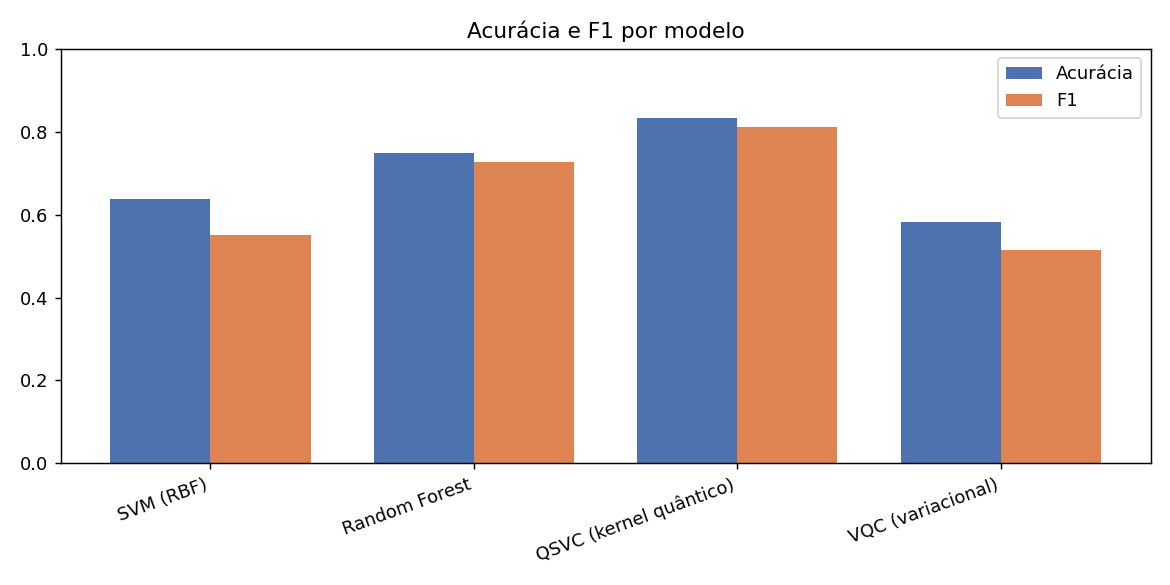 Acurácia e F1 por modelo
1.0
0.8
0.6
0.4
0.2
0.0
Acurácia
F1
SVM (RBF)
Random Forest
QSVC (kernel quântico)
VQC (variacional)